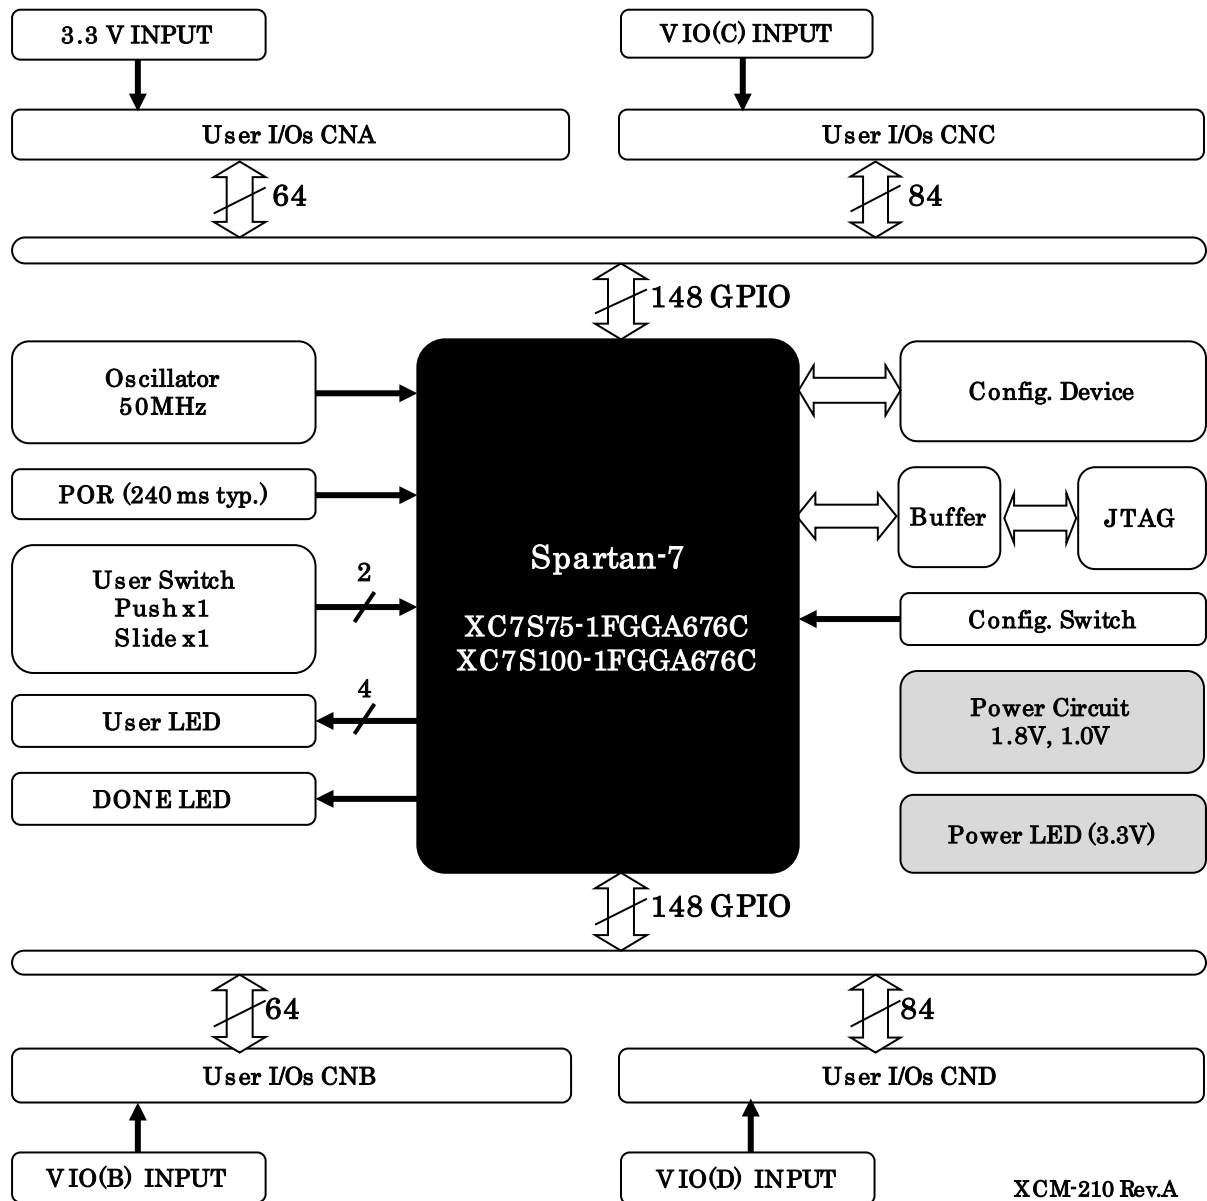 3.3 V INPUT
VIO(C) INPUT
User I/Os CNA
User I/Os CNC
64
84
148 GPIO
Oscillator
50MHz
POR (240 ms typ.)
User Switch
Push x1
Slide x1
2
User LED
4
DONE LED
Spartan-7
XC7S75-1FGGA676C
XC7S100-1FGGA676C
Config. Device
Buffer
JTAG
Config. Switch
Power Circuit
1.8V, 1.0V
Power LED (3.3V)
148 GPIO
64
84
User I/Os CNB
User I/Os CND
VIO(B) INPUT
VIO(D) INPUT
XCM-210 Rev.A